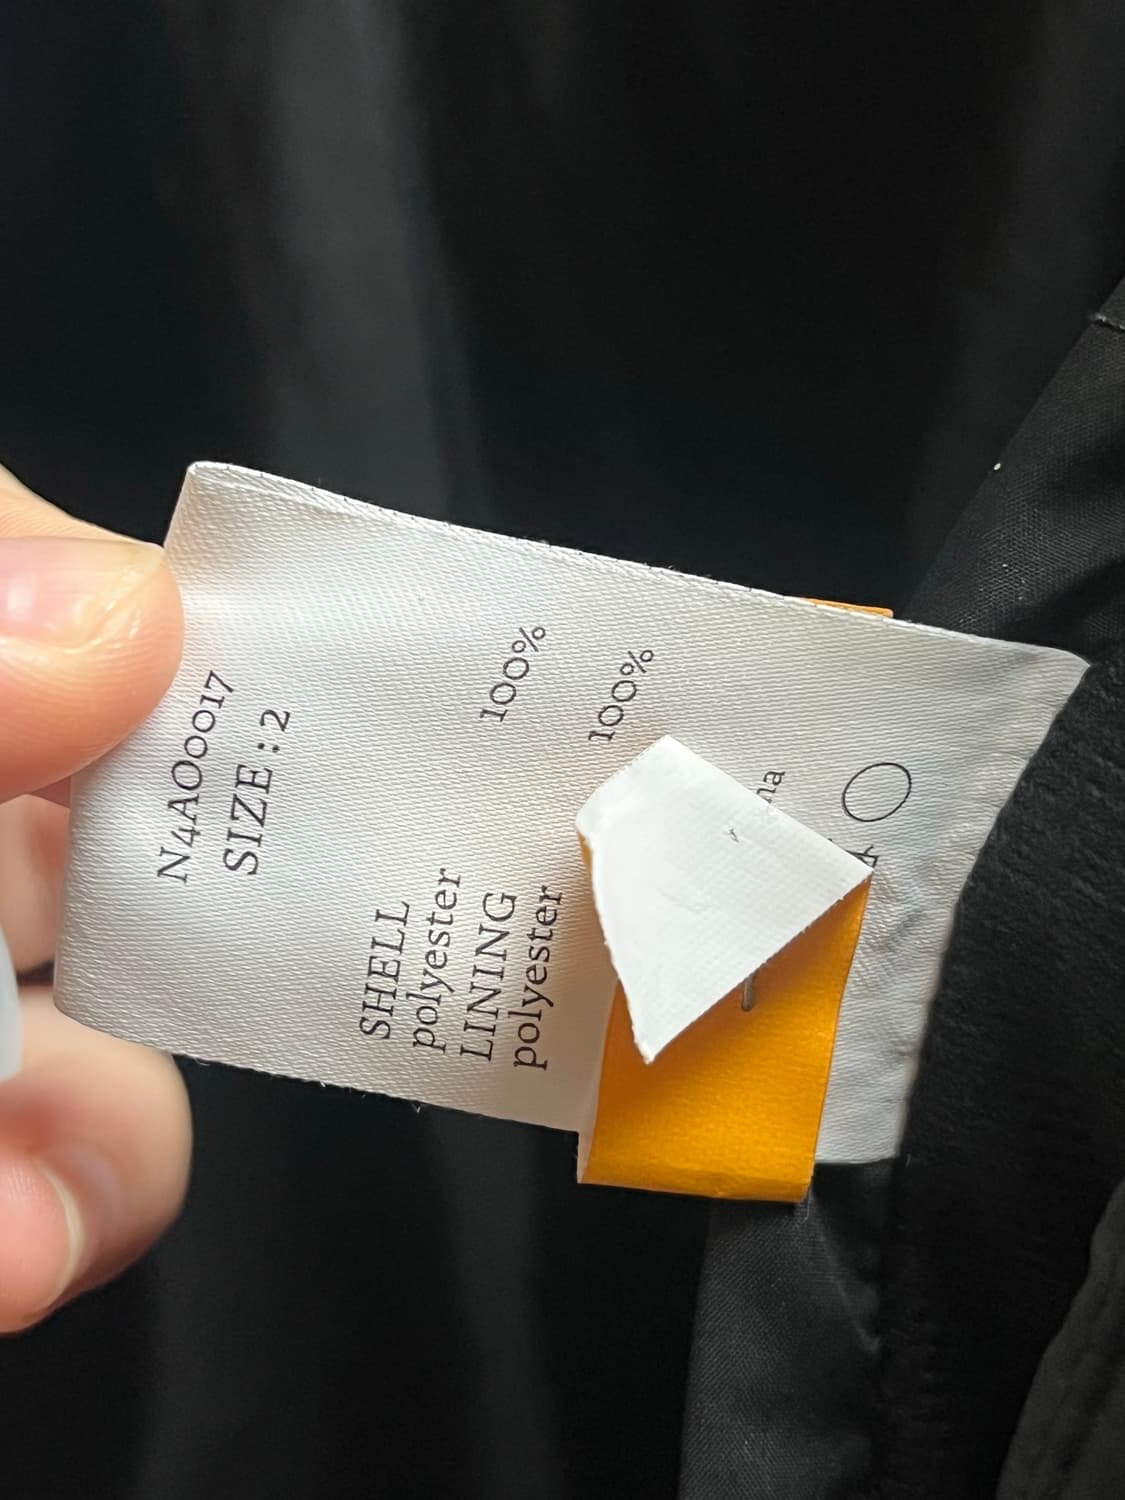 N4AO0017
SIZE : 2
SHELL
polyester 100%
LINING
polyester 100%